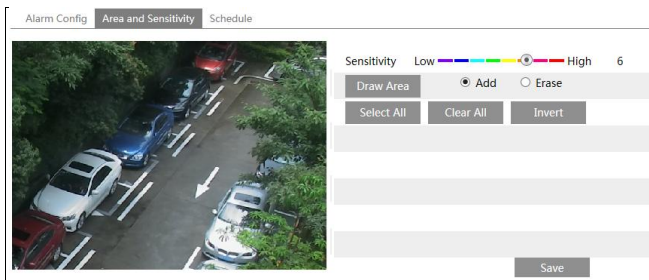 Alarm Config Area and Sensitivity Schedule
Sensitivity Low High 6
Draw Area Add Erase
Select All Clear All Invert
Save